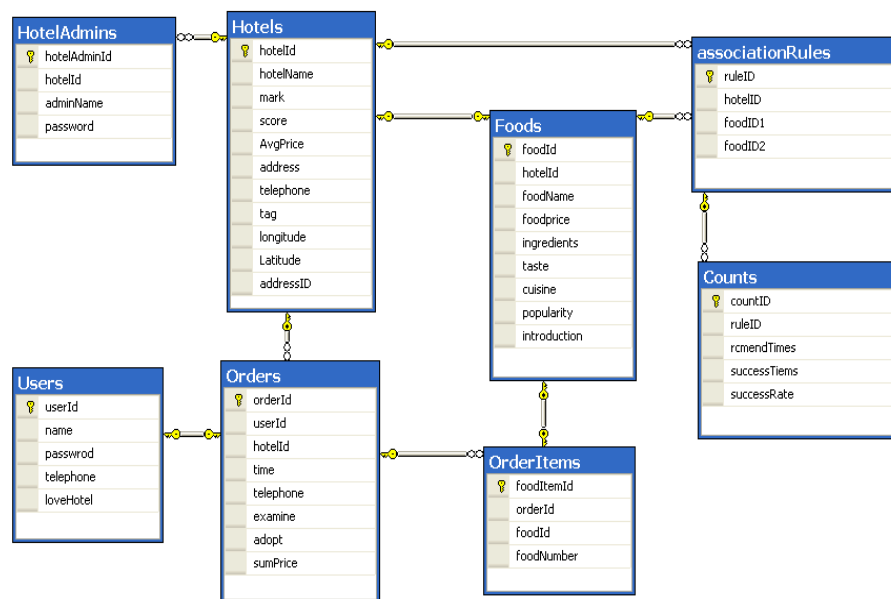 HotelAdmins
hotelAdminId
hotelId
adminName
password
Hotels
hotelId
hotelName
mark
score
AvgPrice
address
telephone
tag
longitude
Latitude
addressID
associationRules
ruleID
hotelID
foodID1
foodID2
Foods
foodId
hotelId
foodName
foodprice
ingredients
taste
cuisine
popularity
introduction
Counts
countID
ruleID
rcmendTimes
successTiems
successRate
Users
userId
name
passwrod
telephone
loveHotel
Orders
orderId
userId
hotelId
time
telephone
examine
adopt
sumPrice
OrderItems
foodItemId
orderId
foodId
foodNumber